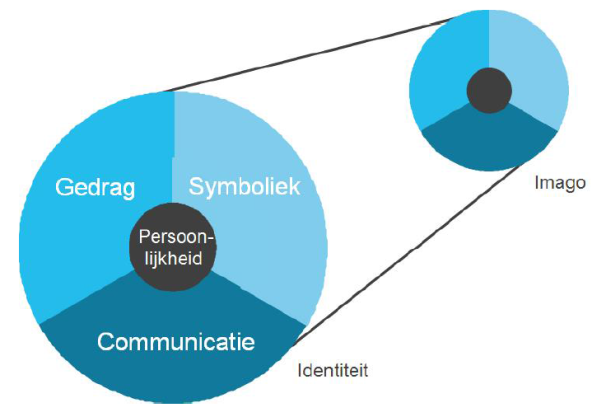 Gedrag
Symboliek
Persoon-
lijkheid
Communicatie
Identiteit
Imago